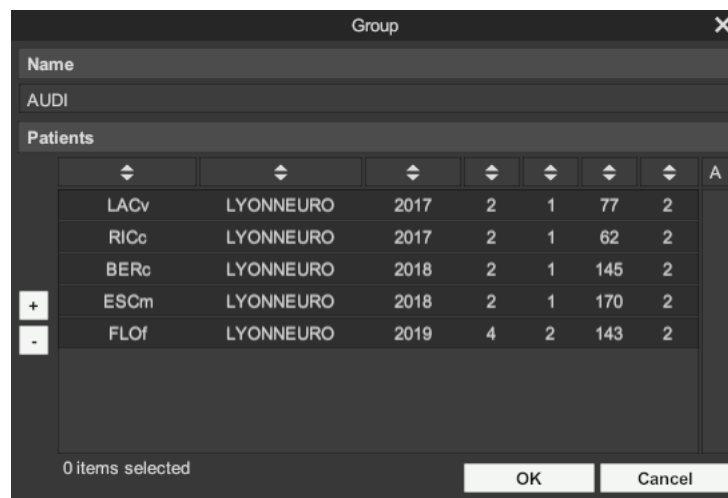 Group
Name
AUDI
Patients
A
LACv LYONNEURO 2017 2 1 77 2
RICc LYONNEURO 2017 2 1 62 2
BERc LYONNEURO 2018 2 1 145 2
ESCm LYONNEURO 2018 2 1 170 2
FLOf LYONNEURO 2019 4 2 143 2
+
-
0 items selected
OK Cancel